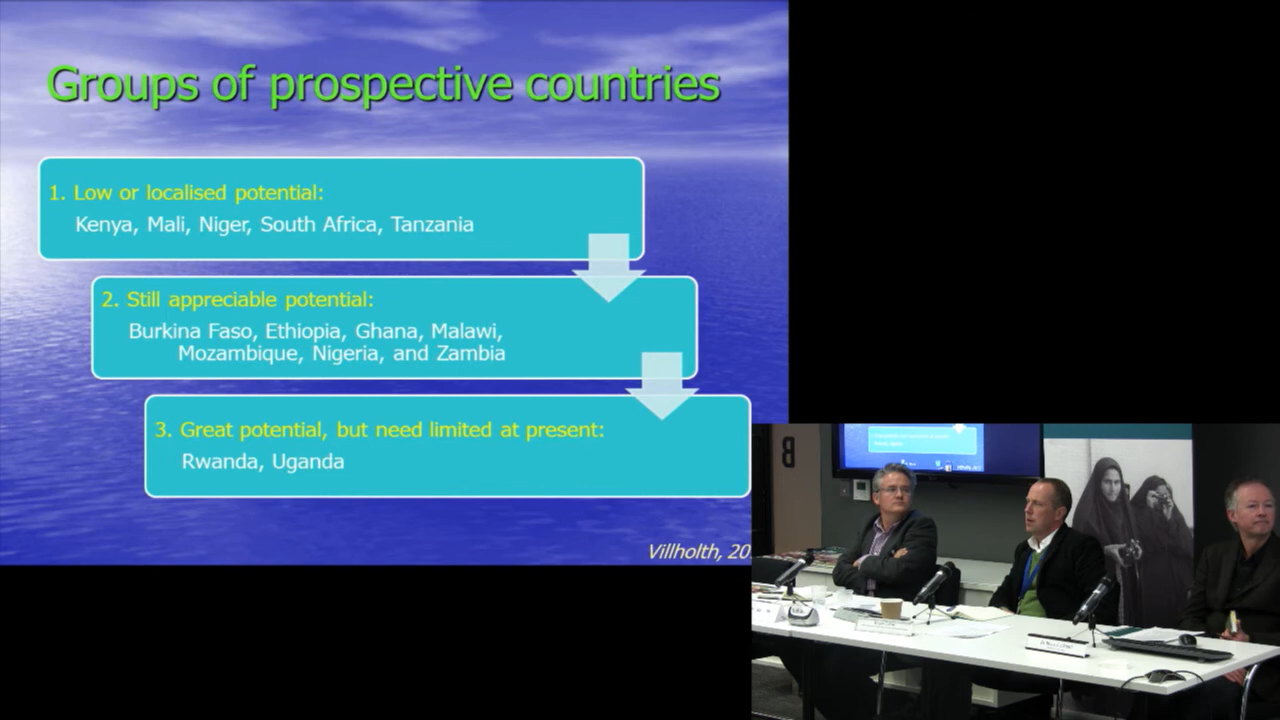 Groups of prospective countries
1. Low or localised potential:
Kenya, Mali, Niger, South Africa, Tanzania
2. Still appreciable potential:
Burkina Faso, Ethiopia, Ghana, Malawi,
Mozambique, Nigeria, and Zambia
3. Great potential, but need limited at present:
Rwanda, Uganda
Villholth, 20
B